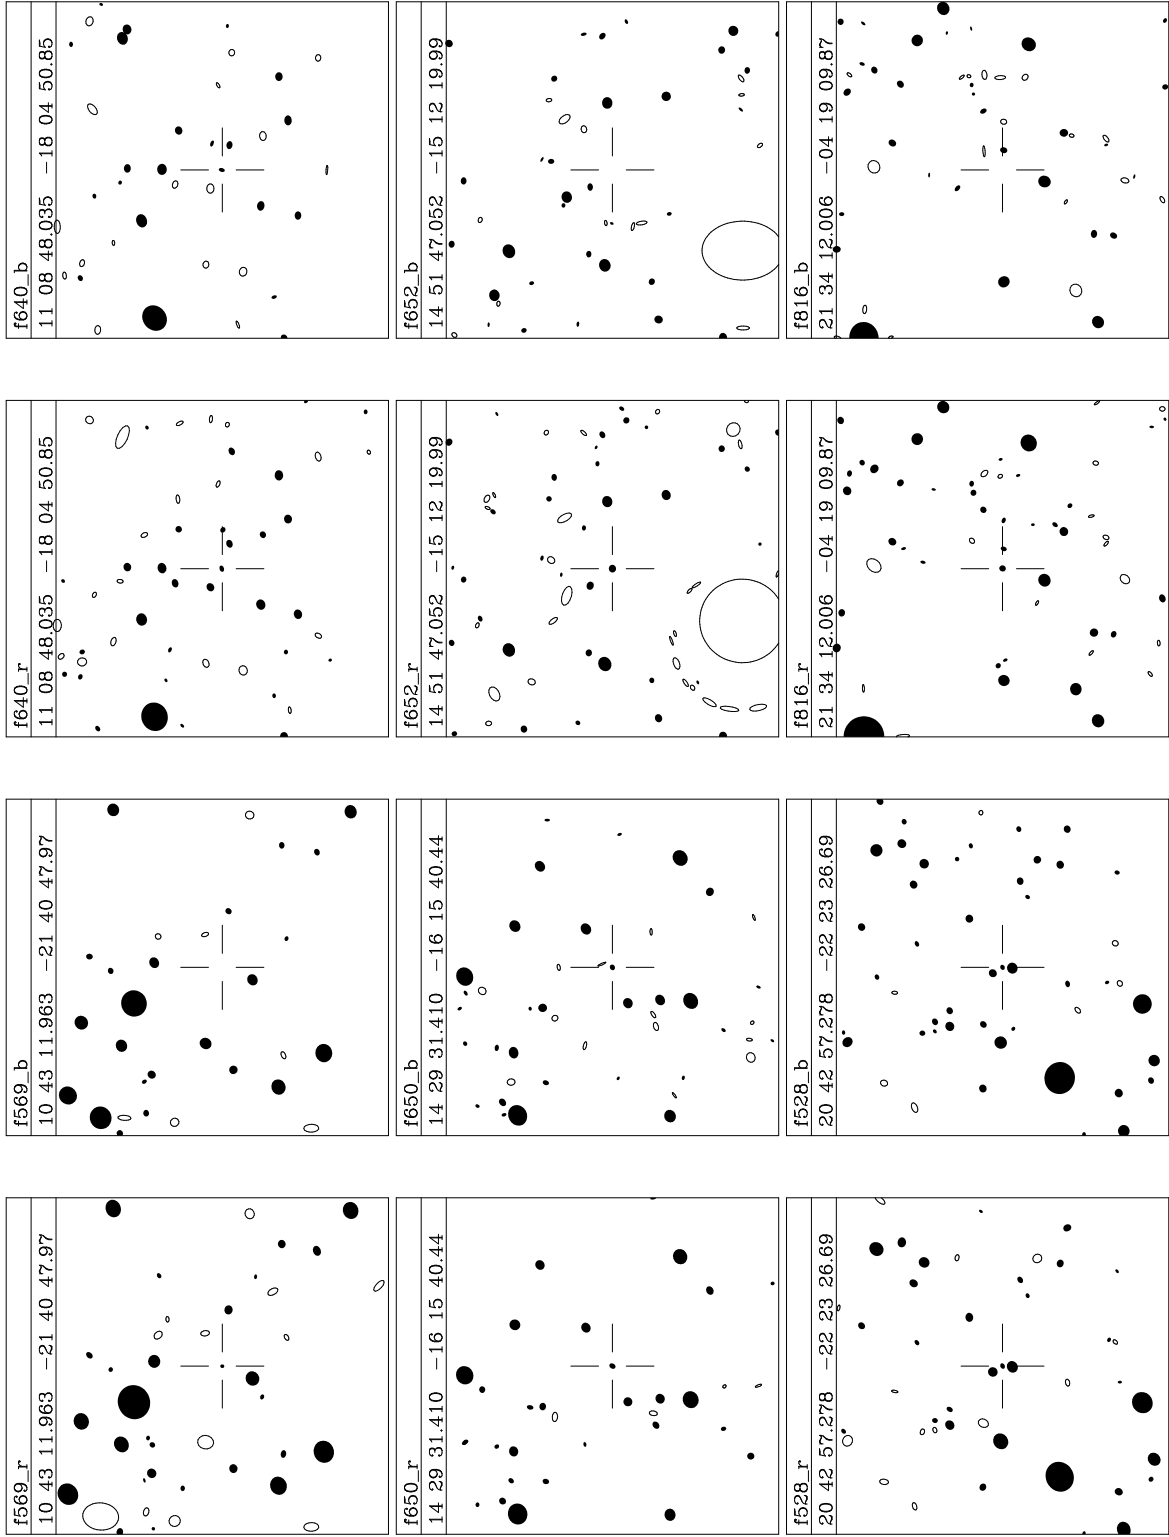 f640_b
11 08 48.035 −18 04 50.85
f652_b
14 51 47.052 −15 12 19.99
f816_b
21 34 12.006 −04 19 09.87
f640_r
11 08 48.035 −18 04 50.85
f652_r
14 51 47.052 −15 12 19.99
f816_r
21 34 12.006 −04 19 09.87
f569_b
10 43 11.963 −21 40 47.97
f650_b
14 29 31.410 −16 15 40.44
f528_b
20 42 57.278 −22 23 26.69
f569_r
10 43 11.963 −21 40 47.97
f650_r
14 29 31.410 −16 15 40.44
f528_r
20 42 57.278 −22 23 26.69